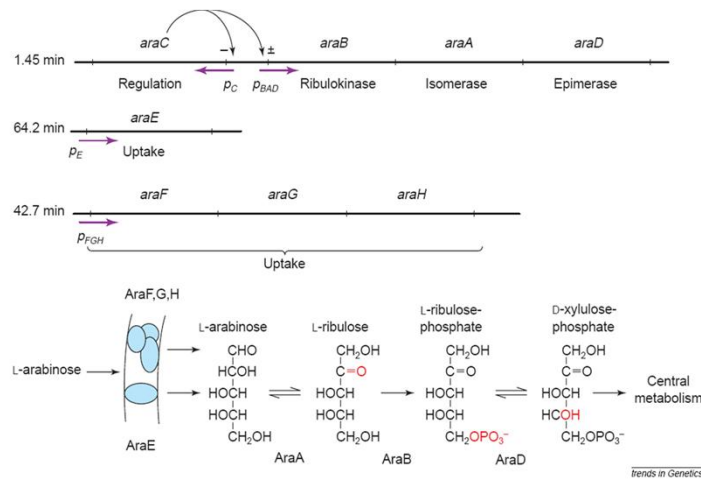 araC araB araA araD
− ±
1.45 min
Regulation pC pBAD Ribulokinase Isomerase Epimerase
araE
64.2 min
pE Uptake
araF araG araH
42.7 min
pFGH
Uptake
AraF,G,H
L-arabinose L-ribulose L-ribulose-phosphate D-xylulose-phosphate
L-arabinose
CHO CH₂OH CH₂OH CH₂OH
HCOH C=O C=O C=O
HOCH HOCH HOCH HOCH
HOCH HOCH HOCH HCOH
CH₂OH CH₂OH CH₂OPO₃⁻ CH₂OPO₃⁻
Central
metabolism
AraE
AraA AraB AraD
trends in Genetics